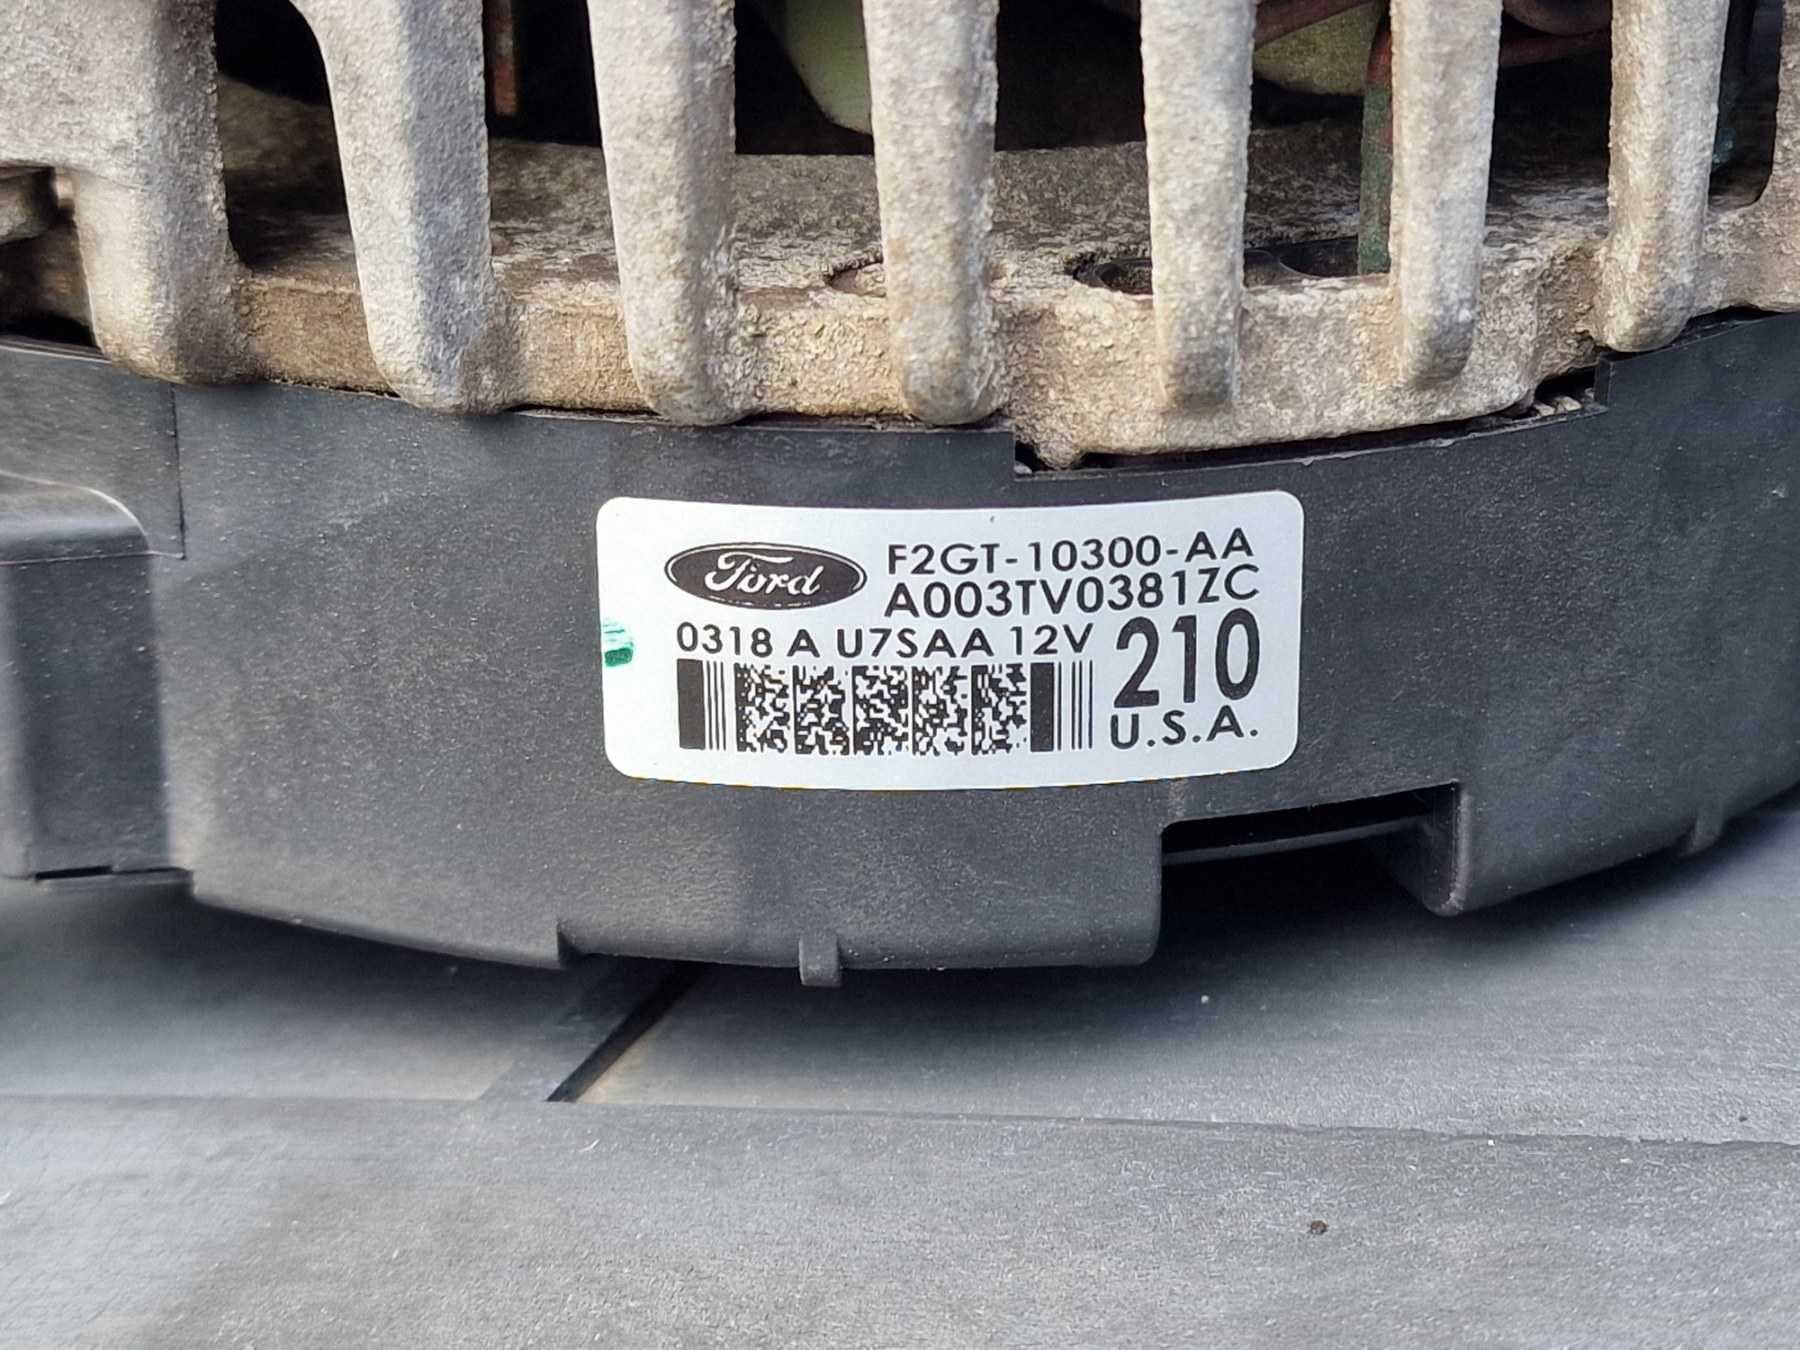 Ford
F2GT-10300-AA
A003TV0381ZC
0318 A U7SAA 12V
210
U.S.A.